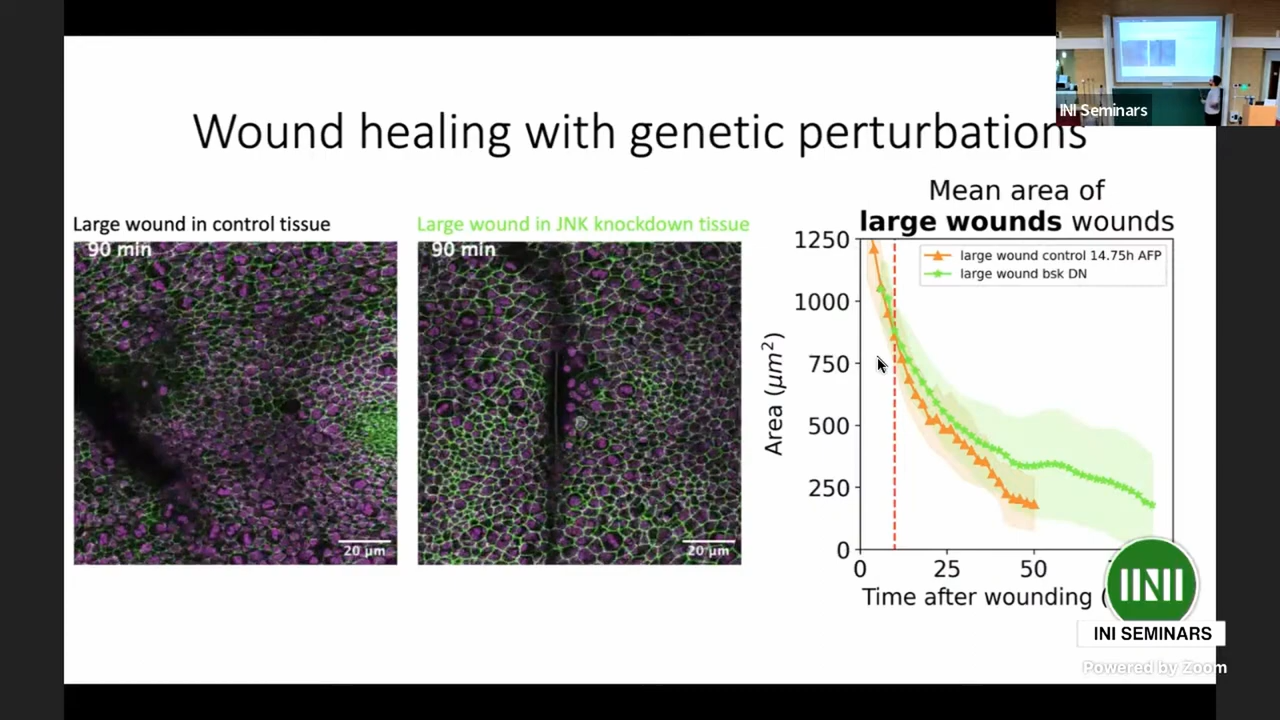 INI Seminars
Wound healing with genetic perturbations
Large wound in control tissue
90 min
20 µm
Large wound in JNK knockdown tissue
90 min
20 µm
Mean area of
large wounds wounds
large wound control 14.75h AFP
large wound bsk DN
Area (µm²)
1250
1000
750
500
250
0
0
25
50
Time after wounding (
INI SEMINARS
Powered by Zoom